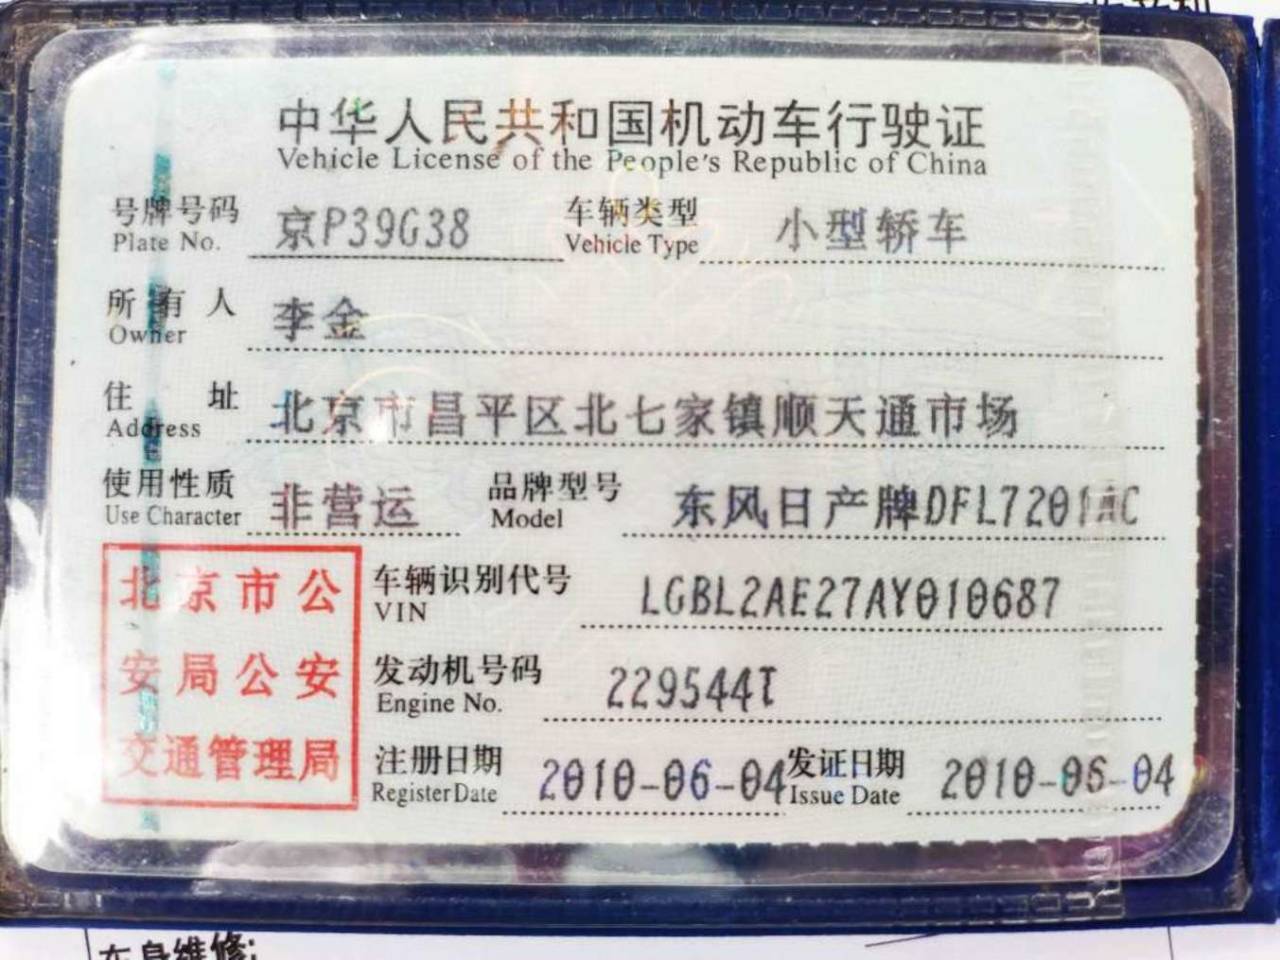 中华人民共和国机动车行驶证
Vehicle License of the People's Republic of China
号牌号码 京P39G38 车辆类型 小型轿车
Plate No. Vehicle Type
所有人 李金
Owner
住址 北京市昌平区北七家镇顺天通市场
Address
使用性质 非营运 品牌型号 东风日产牌DFL7201AC
Use Character Model
北京市公
安局公安
交通管理局
车辆识别代号 LGBL2AE27AY010687
VIN
发动机号码 229544T
Engine No.
注册日期 2010-06-04 发证日期 2010-06-04
Register Date Issue Date
车身维修: